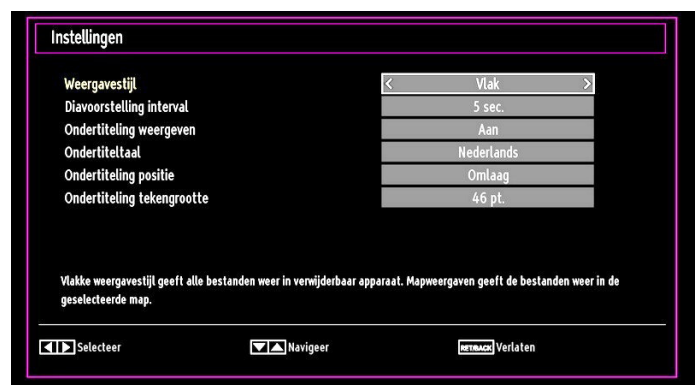 Instellingen
Weergavestijl < Vlak >
Diavoorstelling interval 5 sec.
Ondertiteling weergeven Aan
Ondertiteltaal Nederlands
Ondertiteling positie Omlaag
Ondertiteling tekengrootte 46 pt.
Vlakke weergavestijl geeft alle bestanden weer in verwijderbaar apparaat. Mapweergaven geeft de bestanden weer in de
geselecteerde map.
Selecteer Navigeer RET/BACK Verlaten